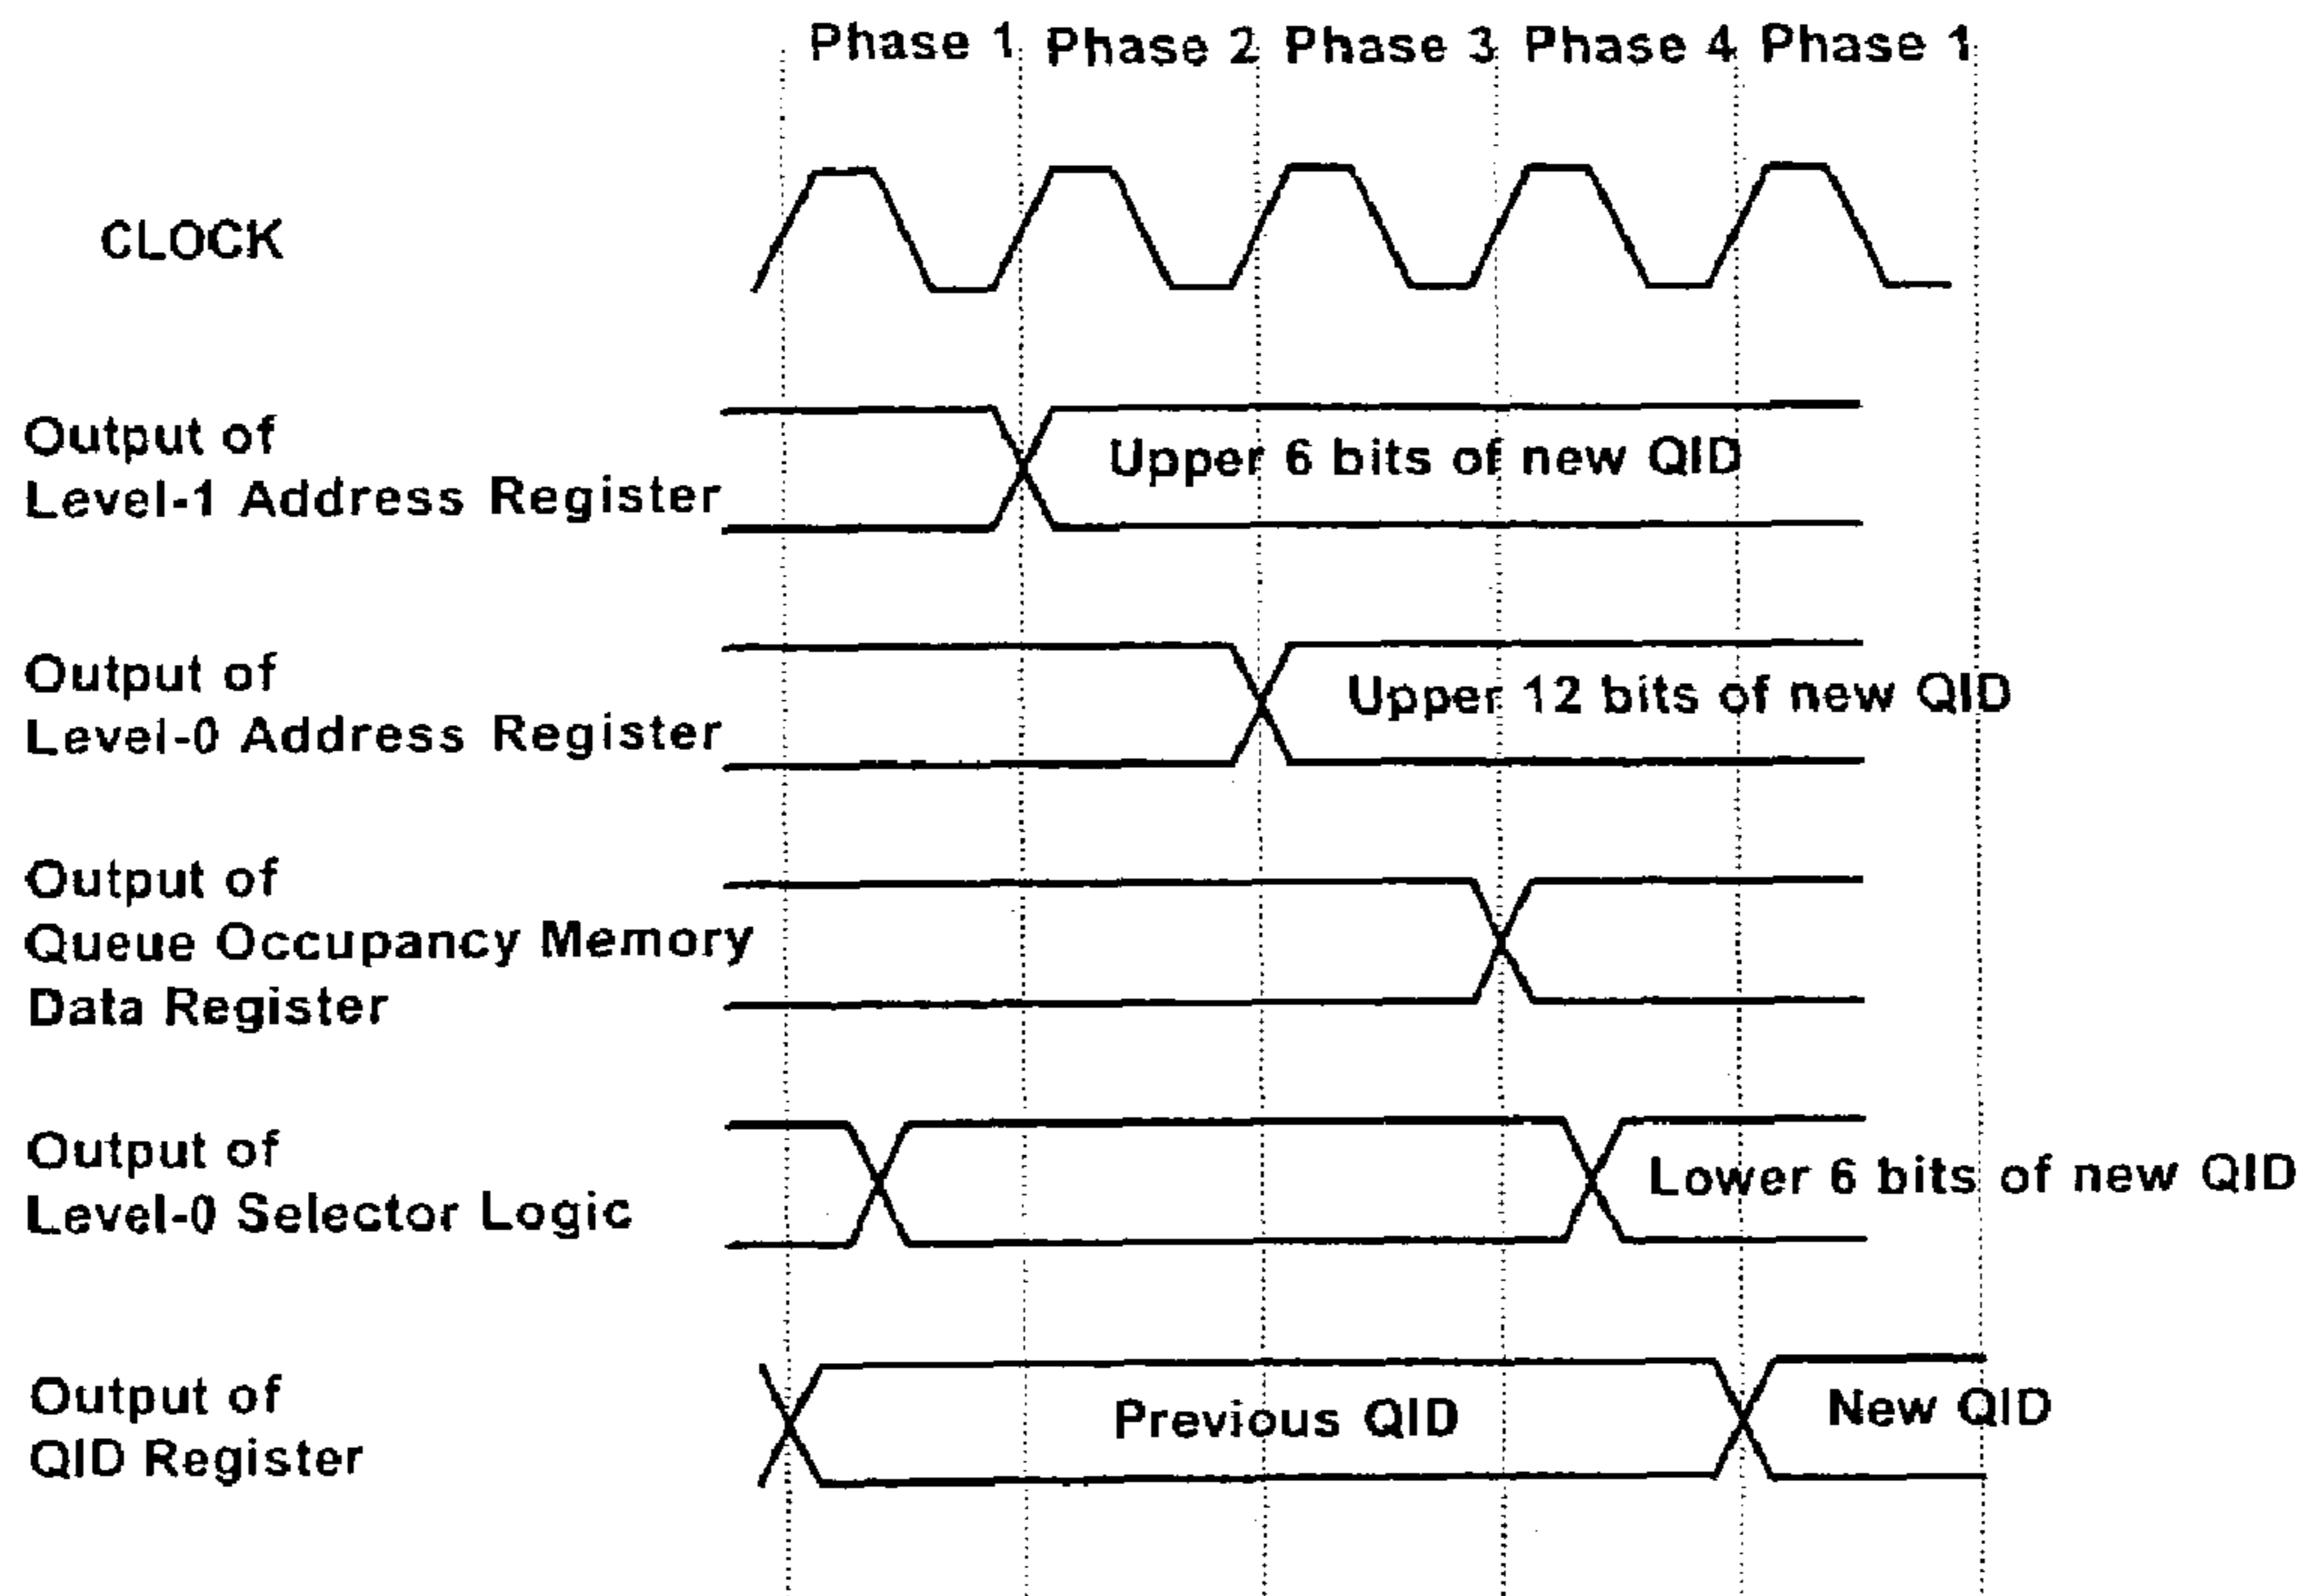 Phase 1 Phase 2 Phase 3 Phase 4 Phase 1
CLOCK
Output of
Level-1 Address Register
Upper 6 bits of new QID
Output of
Level-0 Address Register
Upper 12 bits of new QID
Output of
Queue Occupancy Memory
Data Register
Output of
Level-0 Selector Logic
Lower 6 bits of new QID
Output of
QID Register
Previous QID
New QID